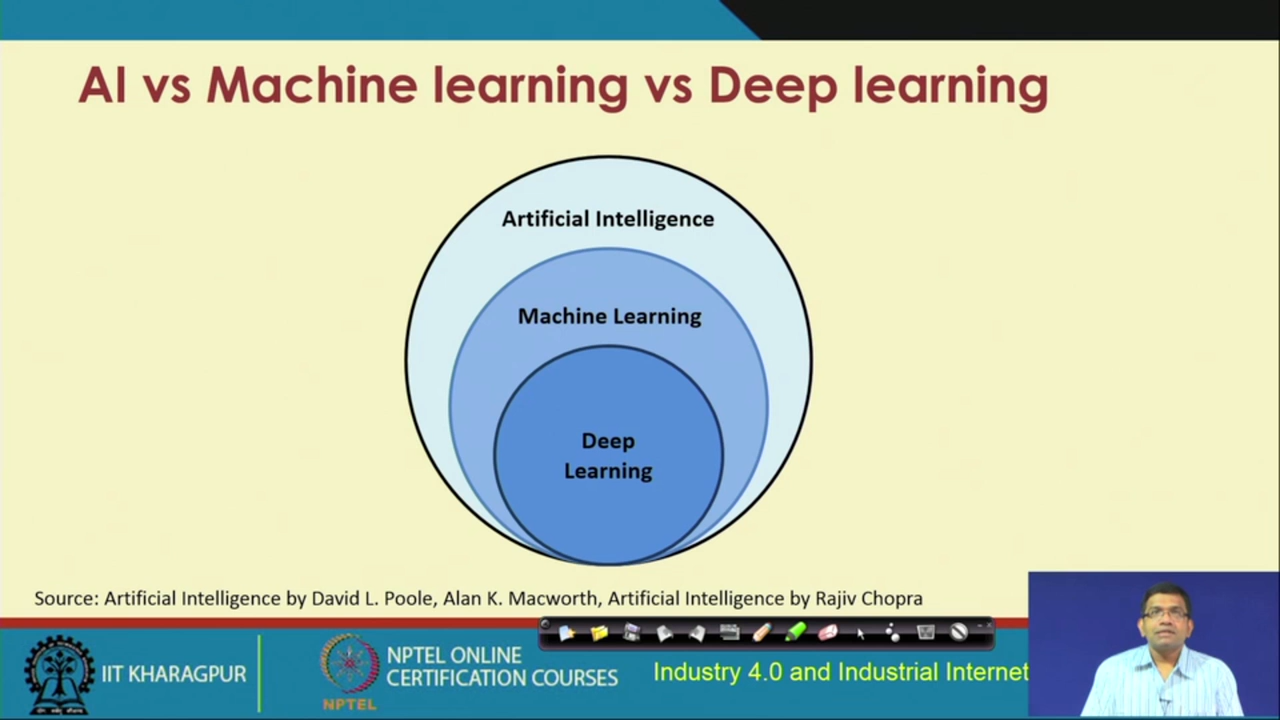 AI vs Machine learning vs Deep learning
Artificial Intelligence
Machine Learning
Deep
Learning
Source: Artificial Intelligence by David L. Poole, Alan K. Macworth, Artificial Intelligence by Rajiv Chopra
IIT KHARAGPUR
NPTEL
NPTEL ONLINE
CERTIFICATION COURSES
Industry 4.0 and Industrial Internet